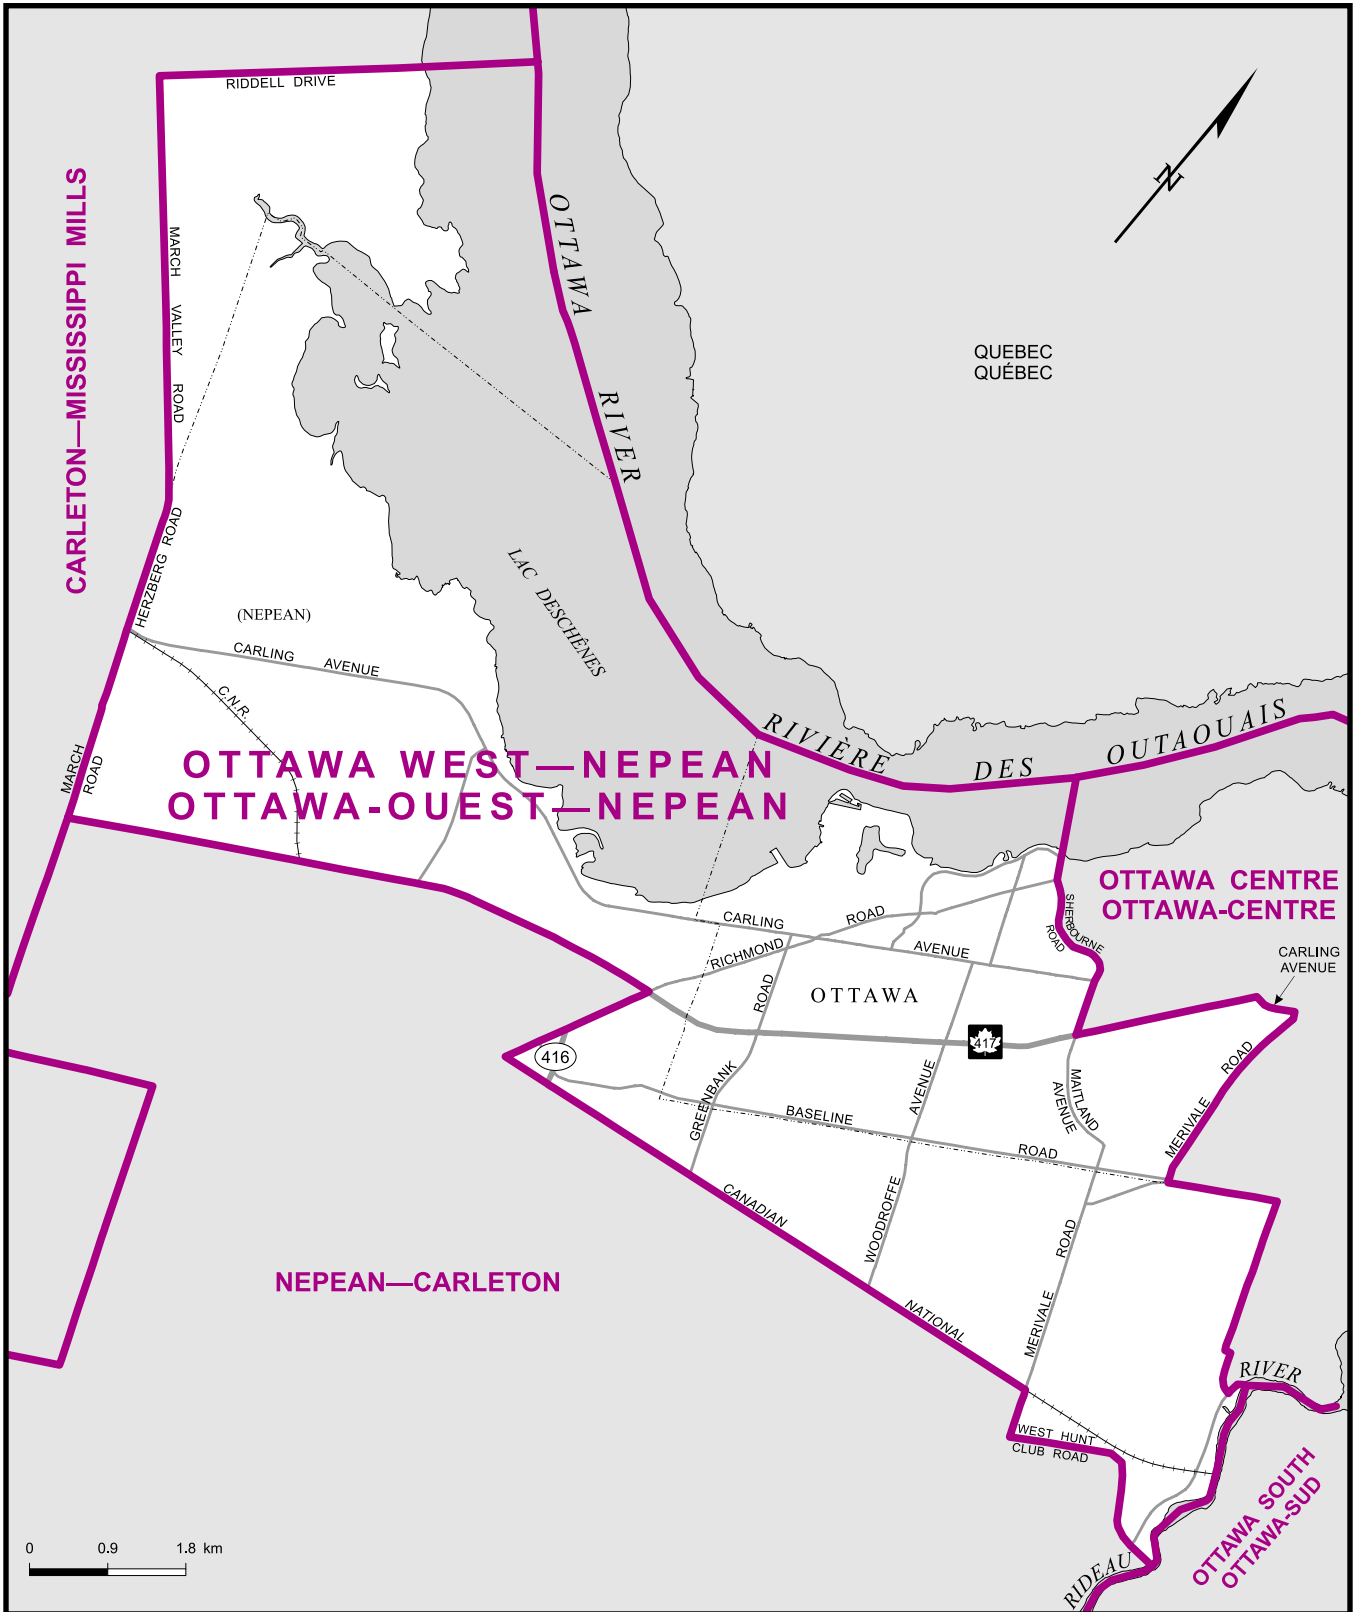 RIDDELL DRIVE
CARLETON—MISSISSIPPI MILLS
MARCH VALLEY ROAD
OTTAWA RIVER
N
QUEBEC
QUÉBEC
HERZBERG ROAD
(NEPEAN)
LAC DESCHÊNES
CARLING AVENUE
C.N.R.
MARCH
ROAD
RIVIÈRE DES OUTAOUAIS
OTTAWA WEST—NEPEAN
OTTAWA-OUEST—NEPEAN
OTTAWA CENTRE
OTTAWA-CENTRE
SHERBOURNE
ROAD
CARLING
AVENUE
CARLING AVENUE
RICHMOND ROAD
OTTAWA
417
416
GREENBANK ROAD
WOODROFFE AVENUE
MAITLAND
AVENUE
MERIVALE ROAD
BASELINE ROAD
CANADIAN NATIONAL
MERIVALE ROAD
NEPEAN—CARLETON
WEST HUNT
CLUB ROAD
RIDEAU RIVER
OTTAWA SOUTH
OTTAWA-SUD
0 0.9 1.8 km